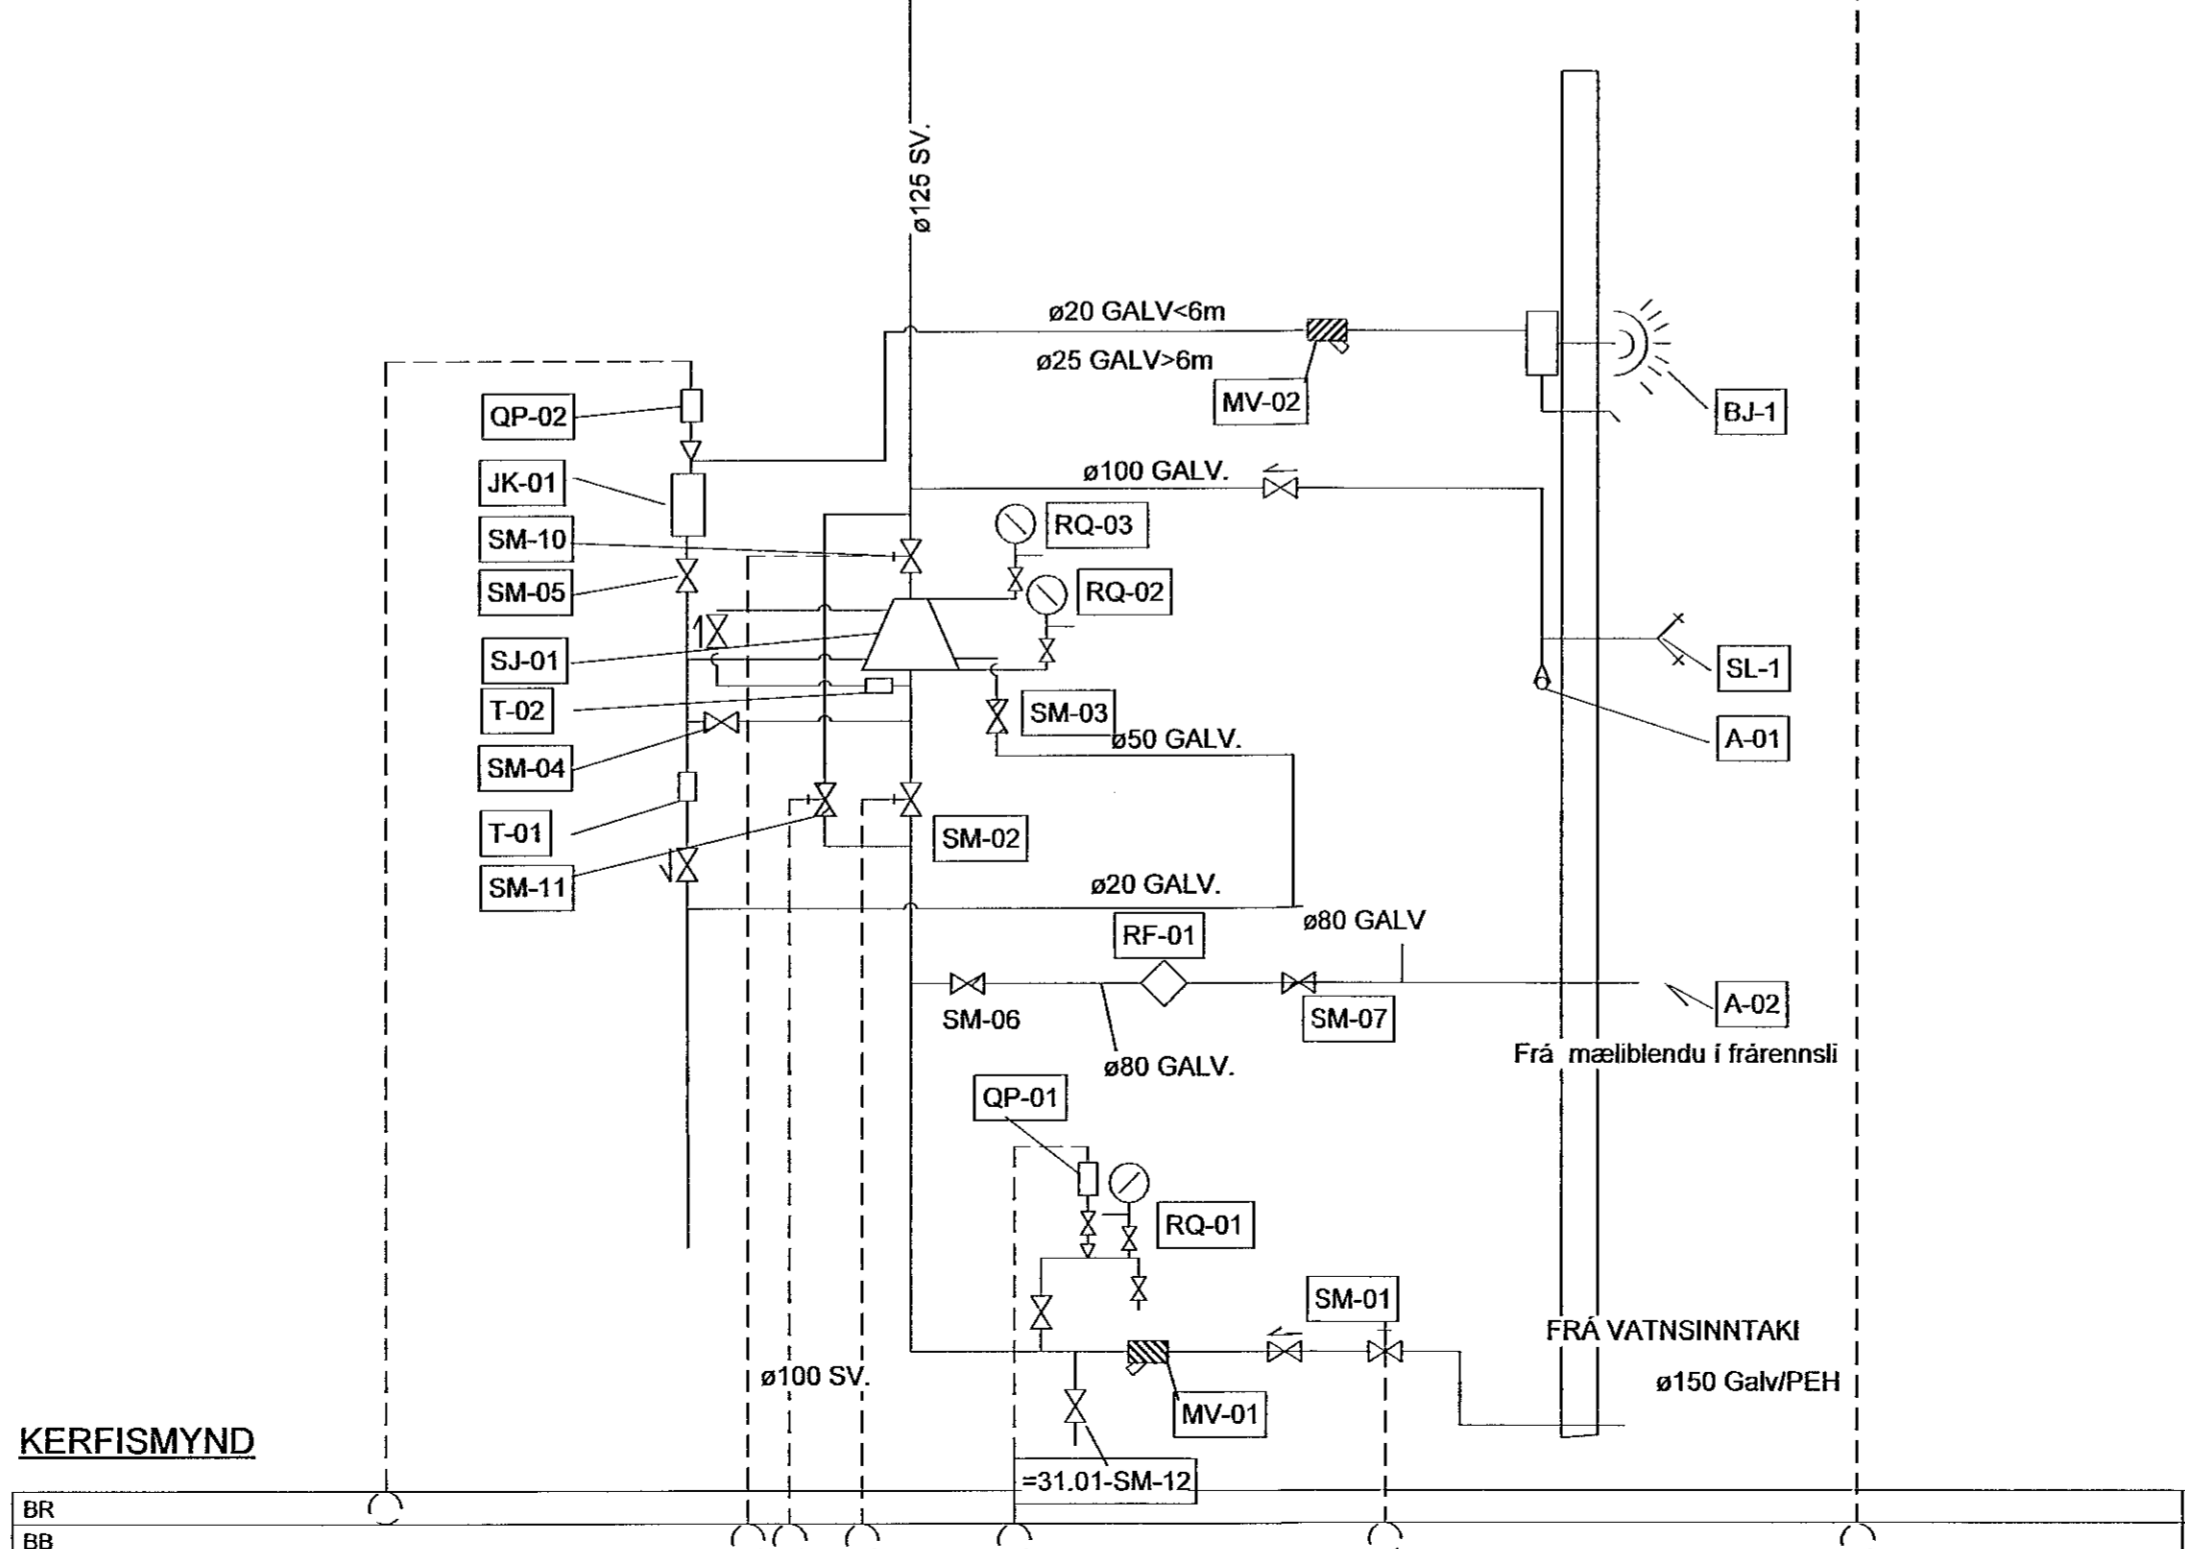 ø125 SV.
ø20 GALV<6m
ø25 GALV>6m
MV-02
BJ-1
QP-02
JK-01
SM-10
SM-05
SJ-01
T-02
SM-04
T-01
SM-11
ø100 GALV.
RQ-03
RQ-02
SM-03
ø50 GALV.
SL-1
A-01
SM-02
ø20 GALV.
RF-01
ø80 GALV
SM-06
SM-07
A-02
ø80 GALV.
Frá mæliblendu í frárennsli
QP-01
RQ-01
SM-01
FRÁ VATNSINNTAKI
ø150 Galv/PEH
ø100 SV.
MV-01
=31.01-SM-12
KERFISMYND
BR
BB